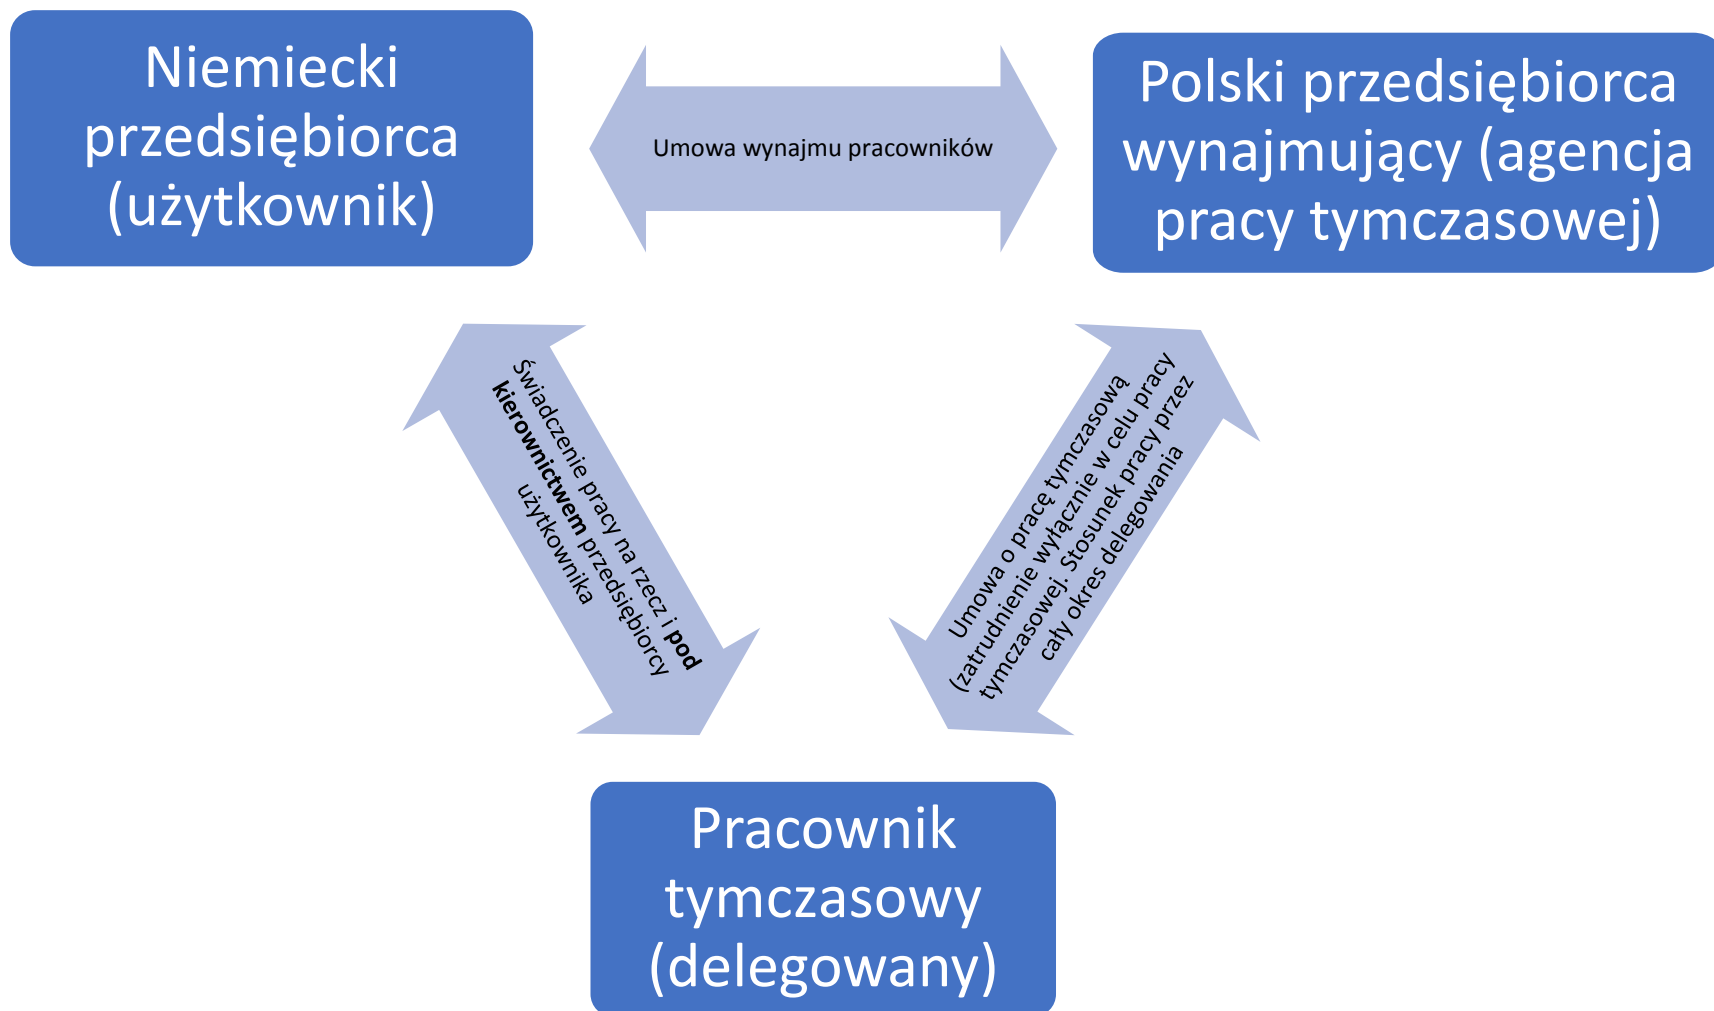 Niemiecki
przedsiębiorca
(użytkownik)
Umowa wynajmu pracowników
Polski przedsiębiorca
wynajmujący (agencja
pracy tymczasowej)
Świadczenie pracy na rzecz i pod
kierownictwem przedsiębiorcy
użytkownika
Umowa o pracę tymczasową
(zatrudnienie wyłącznie w celu pracy
tymczasowej. Stosunek pracy przez
cały okres delegowania
Pracownik
tymczasowy
(delegowany)